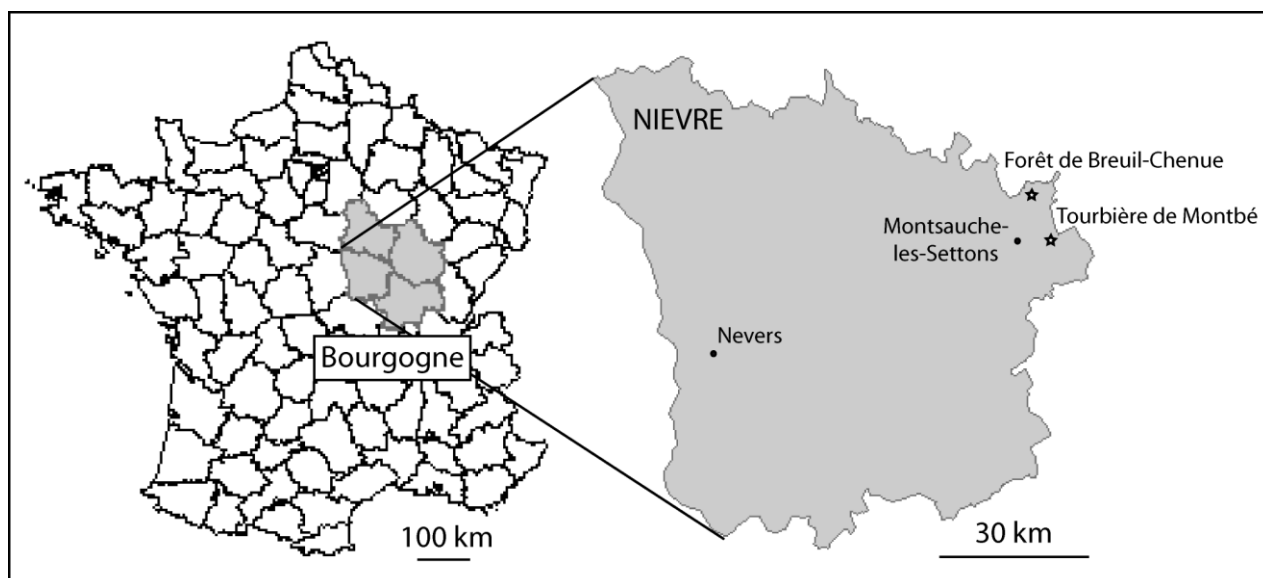 NIEVRE
Forêt de Breuil-Chenue
Tourbière de Montbé
Montsauche-
les-Settons
Nevers
Bourgogne
100 km
30 km